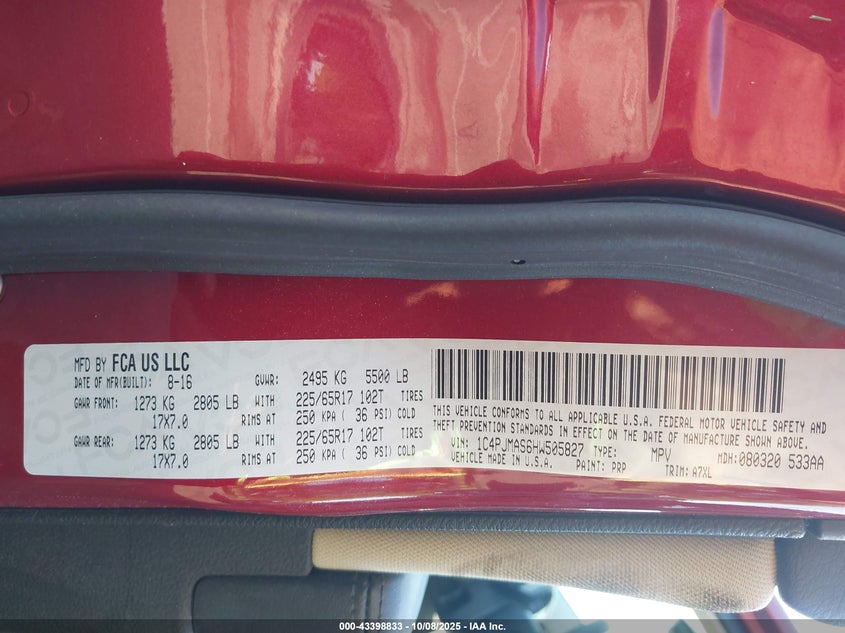 MFD BY FCA US LLC
DATE OF MFR(BUILT): 8-16 GVWR: 2495 KG 5500 LB
GAWR FRONT: 1273 KG 2805 LB WITH 225/65R17 102T TIRES
17X7.0 RIMS AT 250 KPA ( 36 PSI) COLD
GAWR REAR: 1273 KG 2805 LB WITH 225/65R17 102T TIRES
17X7.0 RIMS AT 250 KPA ( 36 PSI) COLD
THIS VEHICLE CONFORMS TO ALL APPLICABLE U.S.A. FEDERAL MOTOR VEHICLE SAFETY AND
THEFT PREVENTION STANDARDS IN EFFECT ON THE DATE OF MANUFACTURE SHOWN ABOVE.
VIN: 1C4PJMAS6HW505827 TYPE: MPV MDH: 080320 533AA
VEHICLE MADE IN U.S.A. PAINT: PRP TRIM: A7XL
000-43398833 - 10/08/2025 - IAA Inc.